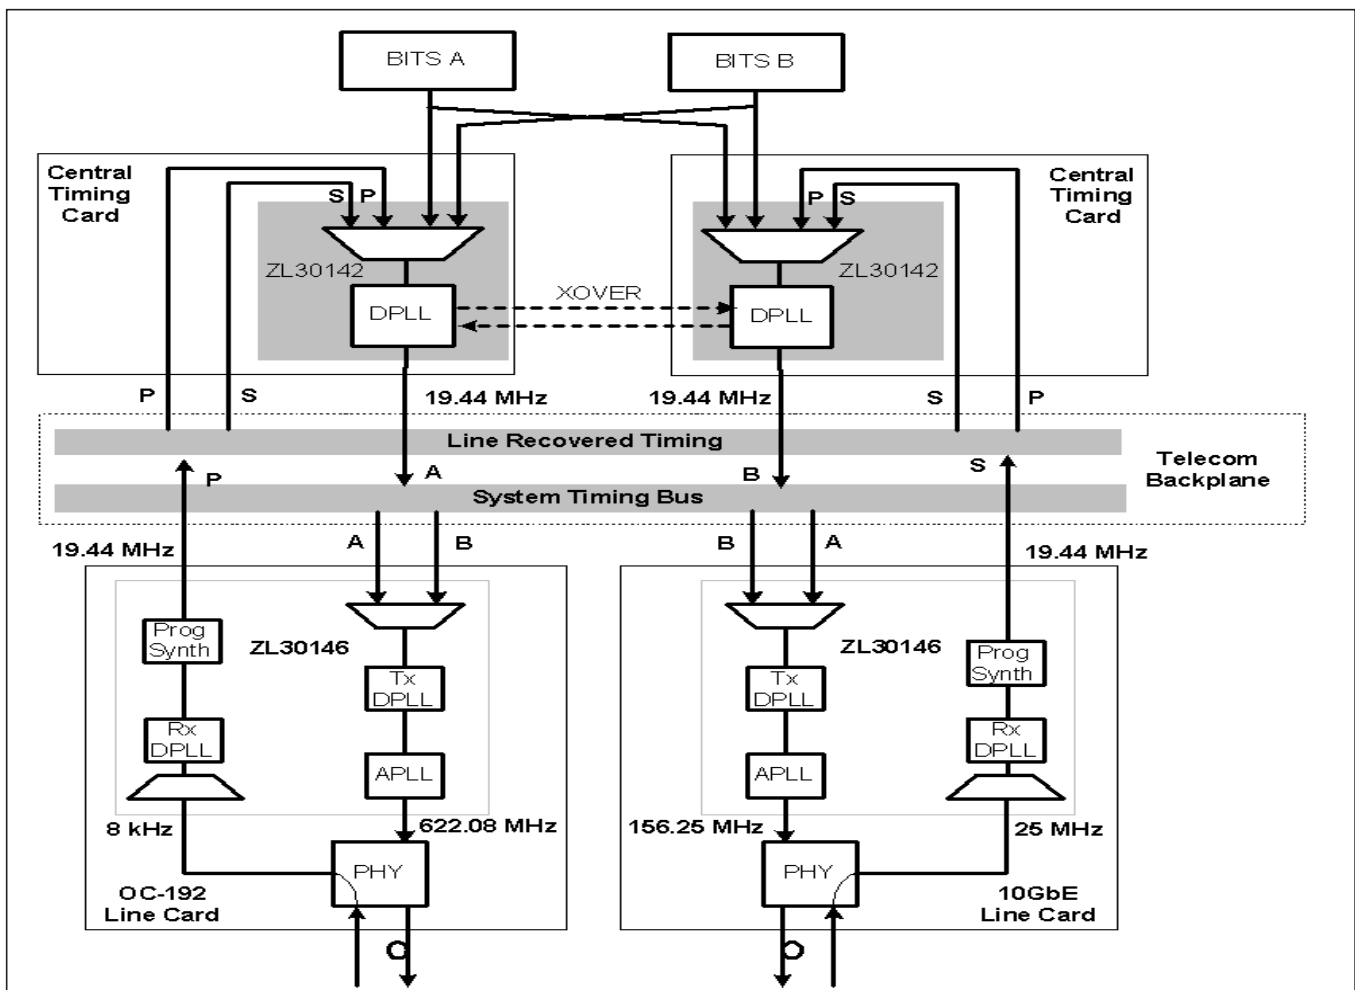 BITS A
BITS B
Central
Timing
Card
Central
Timing
Card
S P
P S
ZL30142
ZL30142
XOVER
DPLL
DPLL
P
S
19.44 MHz
19.44 MHz
S
P
Line Recovered Timing
Telecom
Backplane
P
A
B
S
System Timing Bus
A
B
B
A
19.44 MHz
19.44 MHz
Prog
Synth
ZL30146
ZL30146
Prog
Synth
Tx
DPLL
Tx
DPLL
Rx
DPLL
Rx
DPLL
APLL
APLL
8 kHz
622.08 MHz
156.25 MHz
25 MHz
PHY
PHY
OC-192
Line Card
10GbE
Line Card